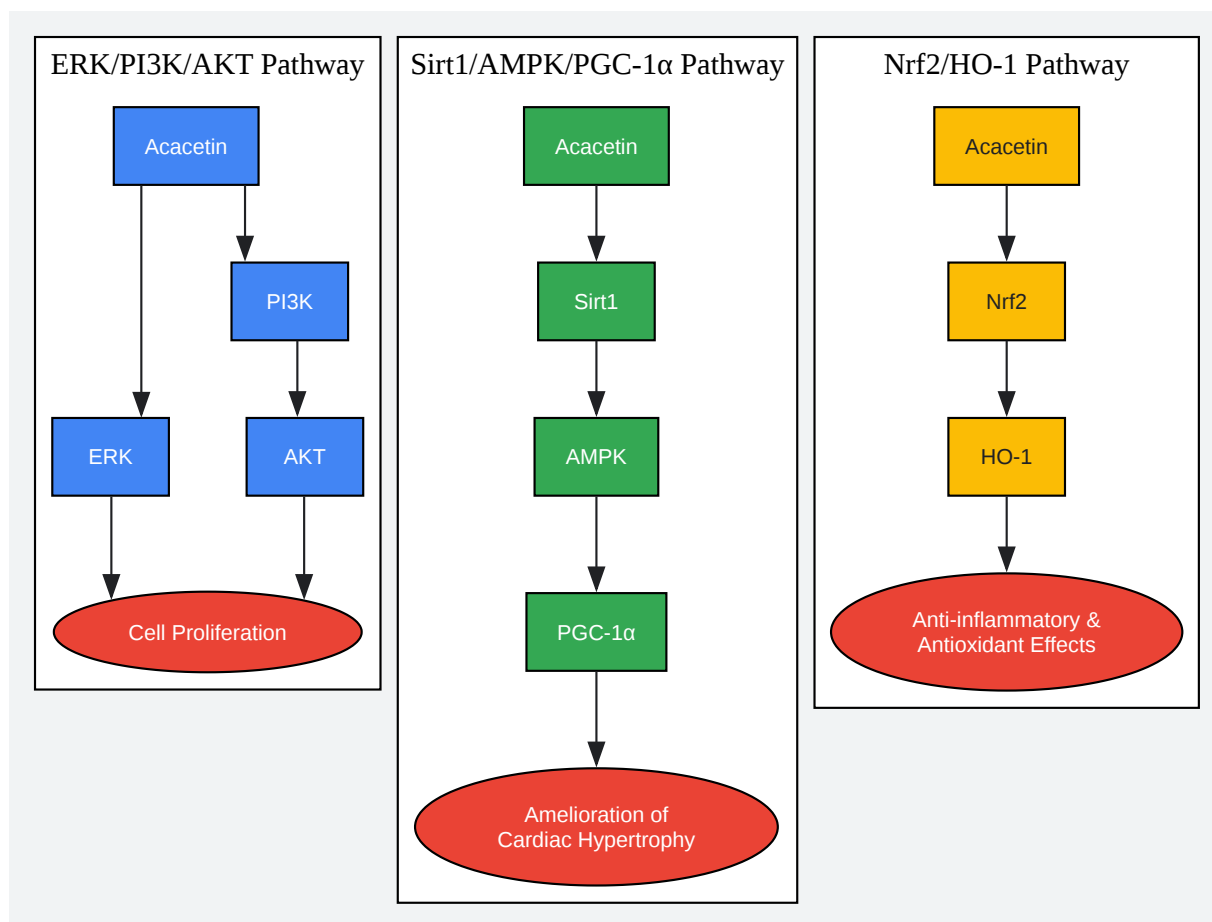 ERK/PI3K/AKT Pathway
Acacetin
PI3K
ERK
AKT
Cell Proliferation
Sirt1/AMPK/PGC-1α Pathway
Acacetin
Sirt1
AMPK
PGC-1α
Amelioration of
Cardiac Hypertrophy
Nrf2/HO-1 Pathway
Acacetin
Nrf2
HO-1
Anti-inflammatory &
Antioxidant Effects